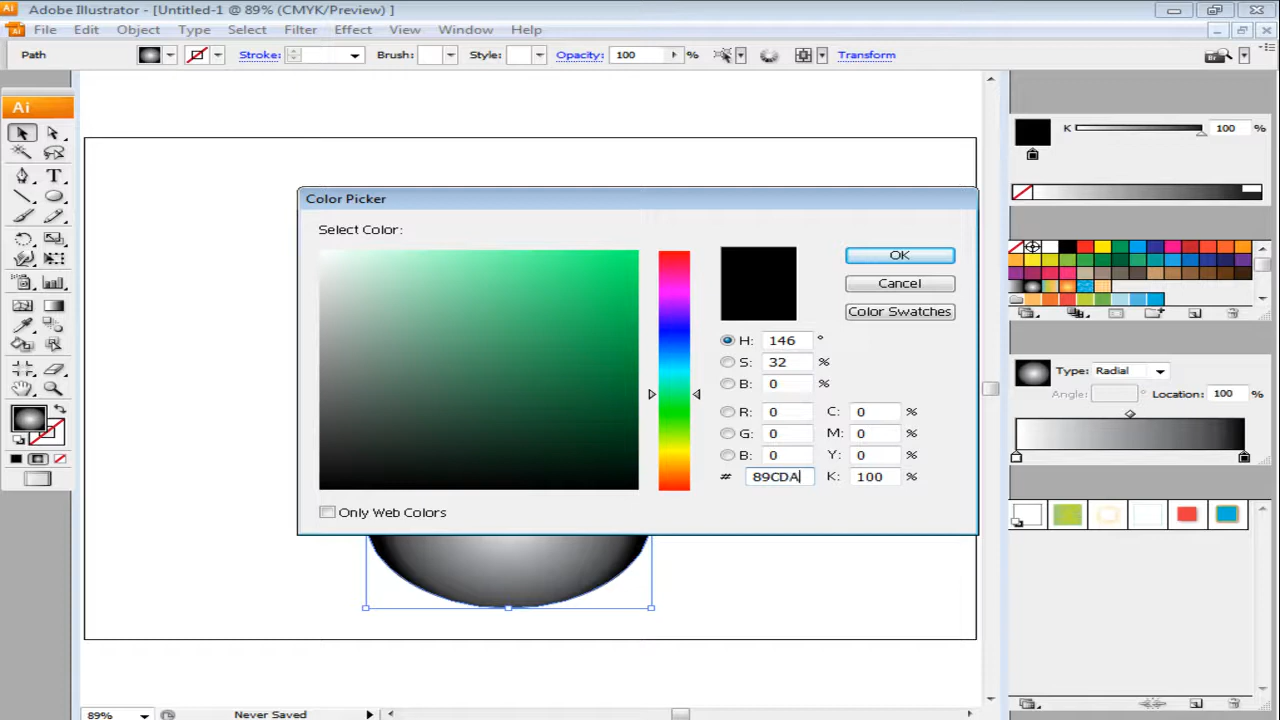 Ai Adobe Illustrator - [Untitled-1 @ 89% (CMYK/Preview) ]
Ai File Edit Object Type Select Filter Effect View Window Help
Path Stroke: Brush: Style: Opacity: 100 % Transform
Ai
K 100 %
Color Picker
Select Color:
OK
Cancel
Color Swatches
H: 146 °
S: 32 %
B: 0 %
R: 0 C: 0 %
G: 0 M: 0 %
B: 0 Y: 0 %
# 89CDA K: 100 %
Only Web Colors
Type: Radial
Angle: ° Location: 100 %
89% Never Saved